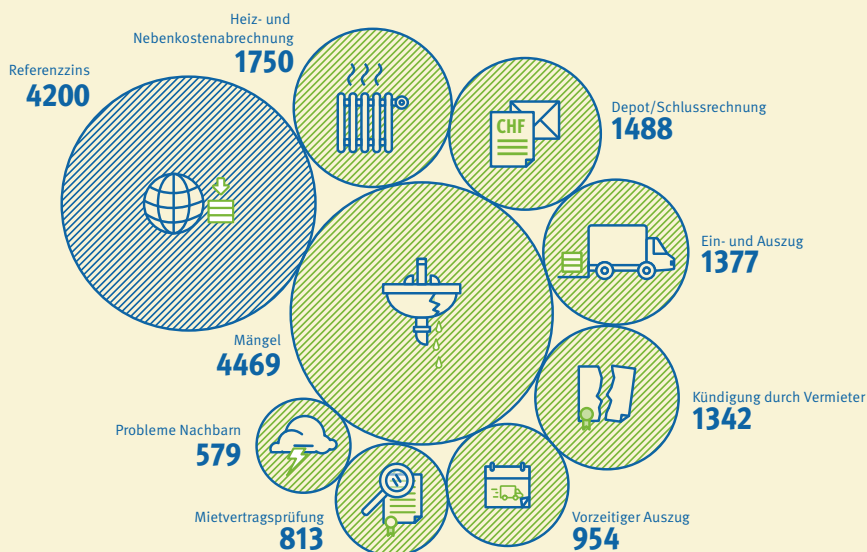 Heiz- und
Nebenkostenabrechnung
1750
Referenzzins
4200
CHF
Depot/Schlussrechnung
1488
Ein- und Auszug
1377
Mängel
4469
Kündigung durch Vermieter
1342
Probleme Nachbarn
579
Mietvertragsprüfung
813
Vorzeitiger Auszug
954